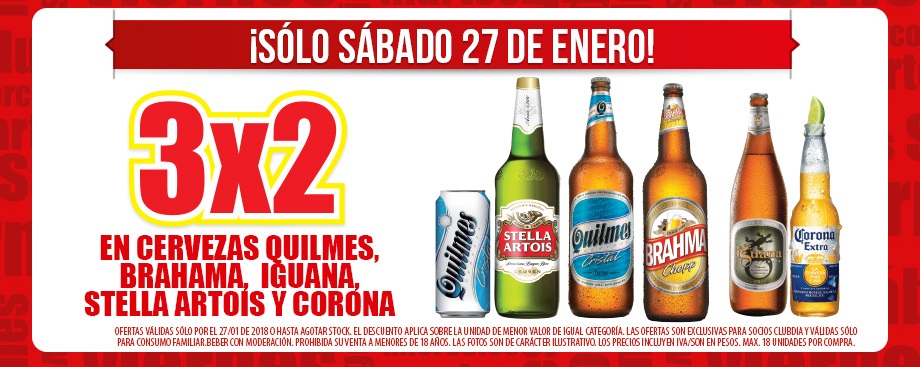 ¡SÓLO SÁBADO 27 DE ENERO!
3x2
EN CERVEZAS QUILMES,
BRAHAMA, IGUANA,
STELLA ARTOIS Y CORONA
Quilmes
STELLA
ARTOIS
Quilmes
Cristal
BRAHMA
Chopp
Iguana
Corona
Extra
OFERTAS VÁLIDAS SÓLO POR EL 27/01 DE 2018 O HASTA AGOTAR STOCK. EL DESCUENTO APLICA SOBRE LA UNIDAD DE MENOR VALOR DE IGUAL CATEGORÍA. LAS OFERTAS SON EXCLUSIVAS PARA SOCIOS CLUBDIA Y VÁLIDAS SÓLO
PARA CONSUMO FAMILIAR.BEBER CON MODERACIÓN. PROHIBIDA SU VENTA A MENORES DE 18 AÑOS. LAS FOTOS SON DE CARÁCTER ILUSTRATIVO. LOS PRECIOS INCLUYEN IVA/SON EN PESOS. MAX. 18 UNIDADES POR COMPRA.